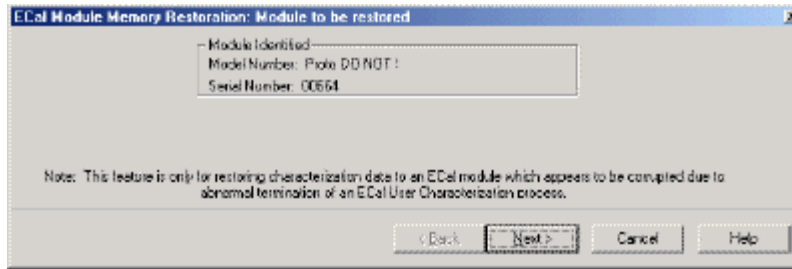 ECal Module Memory Restoration: Module to be restored
Module Identified
Model Number: Proto DO NOT !
Serial Number: 00664
Note: This feature is only for restoring characterization data to an ECal module which appears to be corrupted due to
abnormal termination of an ECal User Characterization process.
< Back Next > Cancel Help